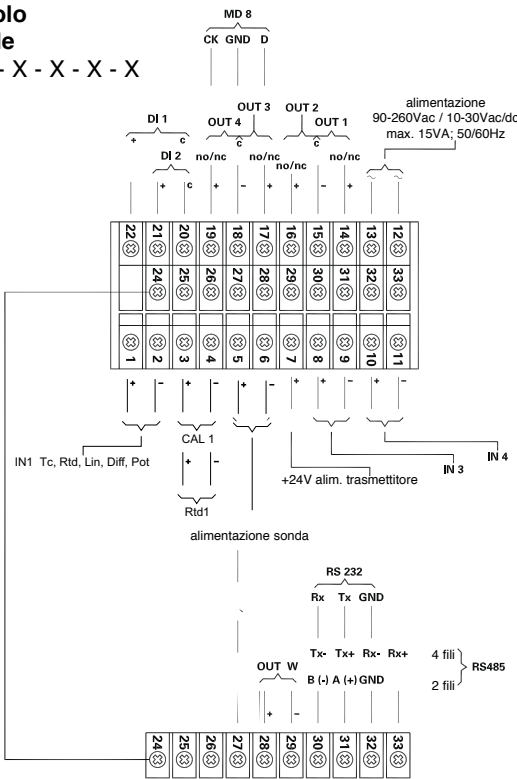 olo
le
- X - X - X - X
MD 8
CK GND D
OUT 3 OUT 2
DI 1 OUT 4 OUT 1
+ c c c
DI 2
no/nc no/nc no/nc no/nc
+ c + – + + – +
alimentazione
90-260Vac / 10-30Vac/dc
max. 15VA; 50/60Hz
~ ~
22 21 20 19 18 17 16 15 14 13 12
24 25 26 27 28 29 30 31 32 33
1 2 3 4 5 6 7 8 9 10 11
+ – + – + – + + – + –
CAL 1
IN1 Tc, Rtd, Lin, Diff, Pot
+ –
Rtd1
+24V alim. trasmettitore
IN 3
IN 4
alimentazione sonda
RS 232
Rx Tx GND
Tx- Tx+ Rx- Rx+ 4 fili
RS485
OUT W
B (-) A (+) GND 2 fili
+ –
24 25 26 27 28 29 30 31 32 33